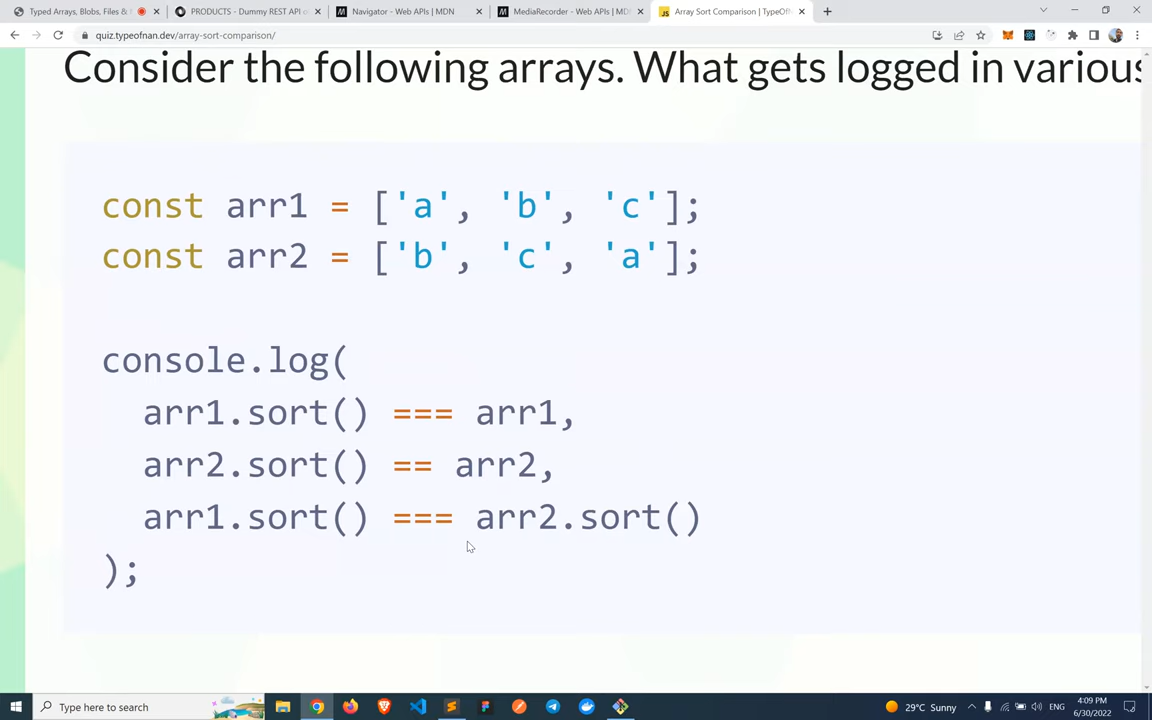 Typed Arrays, Blobs, Files &
PRODUCTS - Dummy REST API
Navigator - Web APIs | MDN
MediaRecorder - Web APIs | MDN
Array Sort Comparison | TypeOfN
quiz.typeofnan.dev/array-sort-comparison/
Consider the following arrays. What gets logged in various
const arr1 = ['a', 'b', 'c'];
const arr2 = ['b', 'c', 'a'];
console.log(
arr1.sort() === arr1,
arr2.sort() == arr2,
arr1.sort() === arr2.sort()
);
Type here to search
29°C Sunny
ENG
4:09 PM
6/30/2022